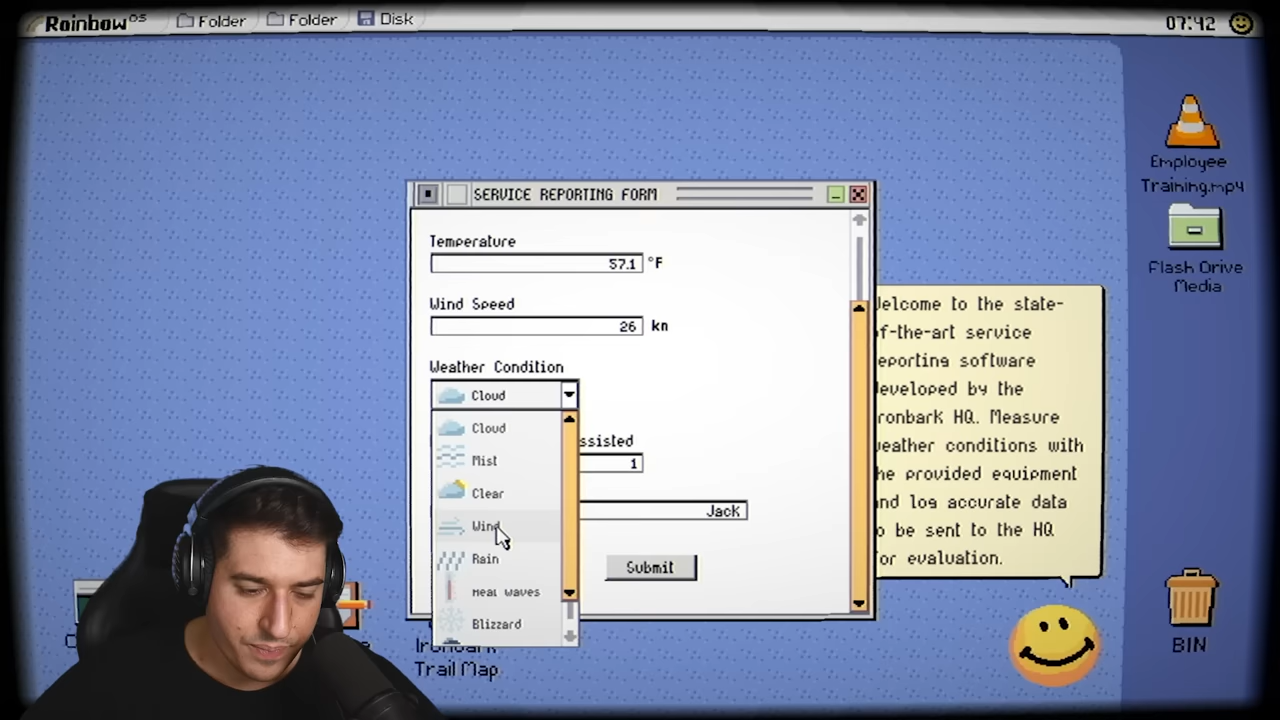 RainbowOS
Folder
Folder
Disk
07:42
Employee
Training.mp4
Flash Drive
Media
SERVICE REPORTING FORM
Temperature
57.1 °F
Wind Speed
26 kn
Weather Condition
Cloud
Cloud
Mist
Clear
Wind
Rain
Heat Waves
Blizzard
ssisted
1
Jack
Submit
Welcome to the state-
of-the-art service
reporting software
developed by the
Ironbark HQ. Measure
weather conditions with
the provided equipment
and log accurate data
to be sent to the HQ
for evaluation.
Ironbark
Trail Map
BIN